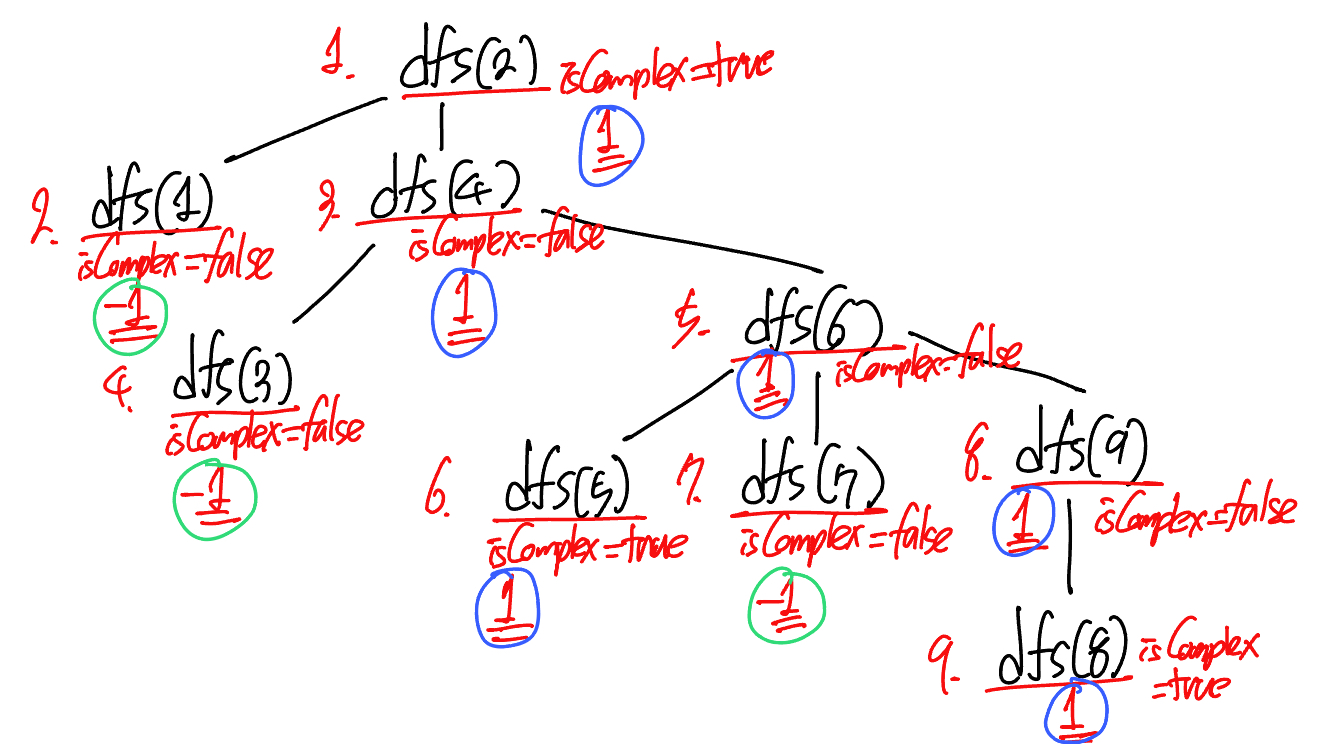 1. dfs(2) isComplex=true
1
2. dfs(1)
isComplex=false
-1
3. dfs(4)
isComplex=false
1
4. dfs(3)
isComplex=false
-1
5. dfs(6)
isComplex=false
1
6. dfs(5)
isComplex=true
1
7. dfs(7)
isComplex=false
-1
8. dfs(9)
isComplex=false
1
9. dfs(8) isComplex
=true
1